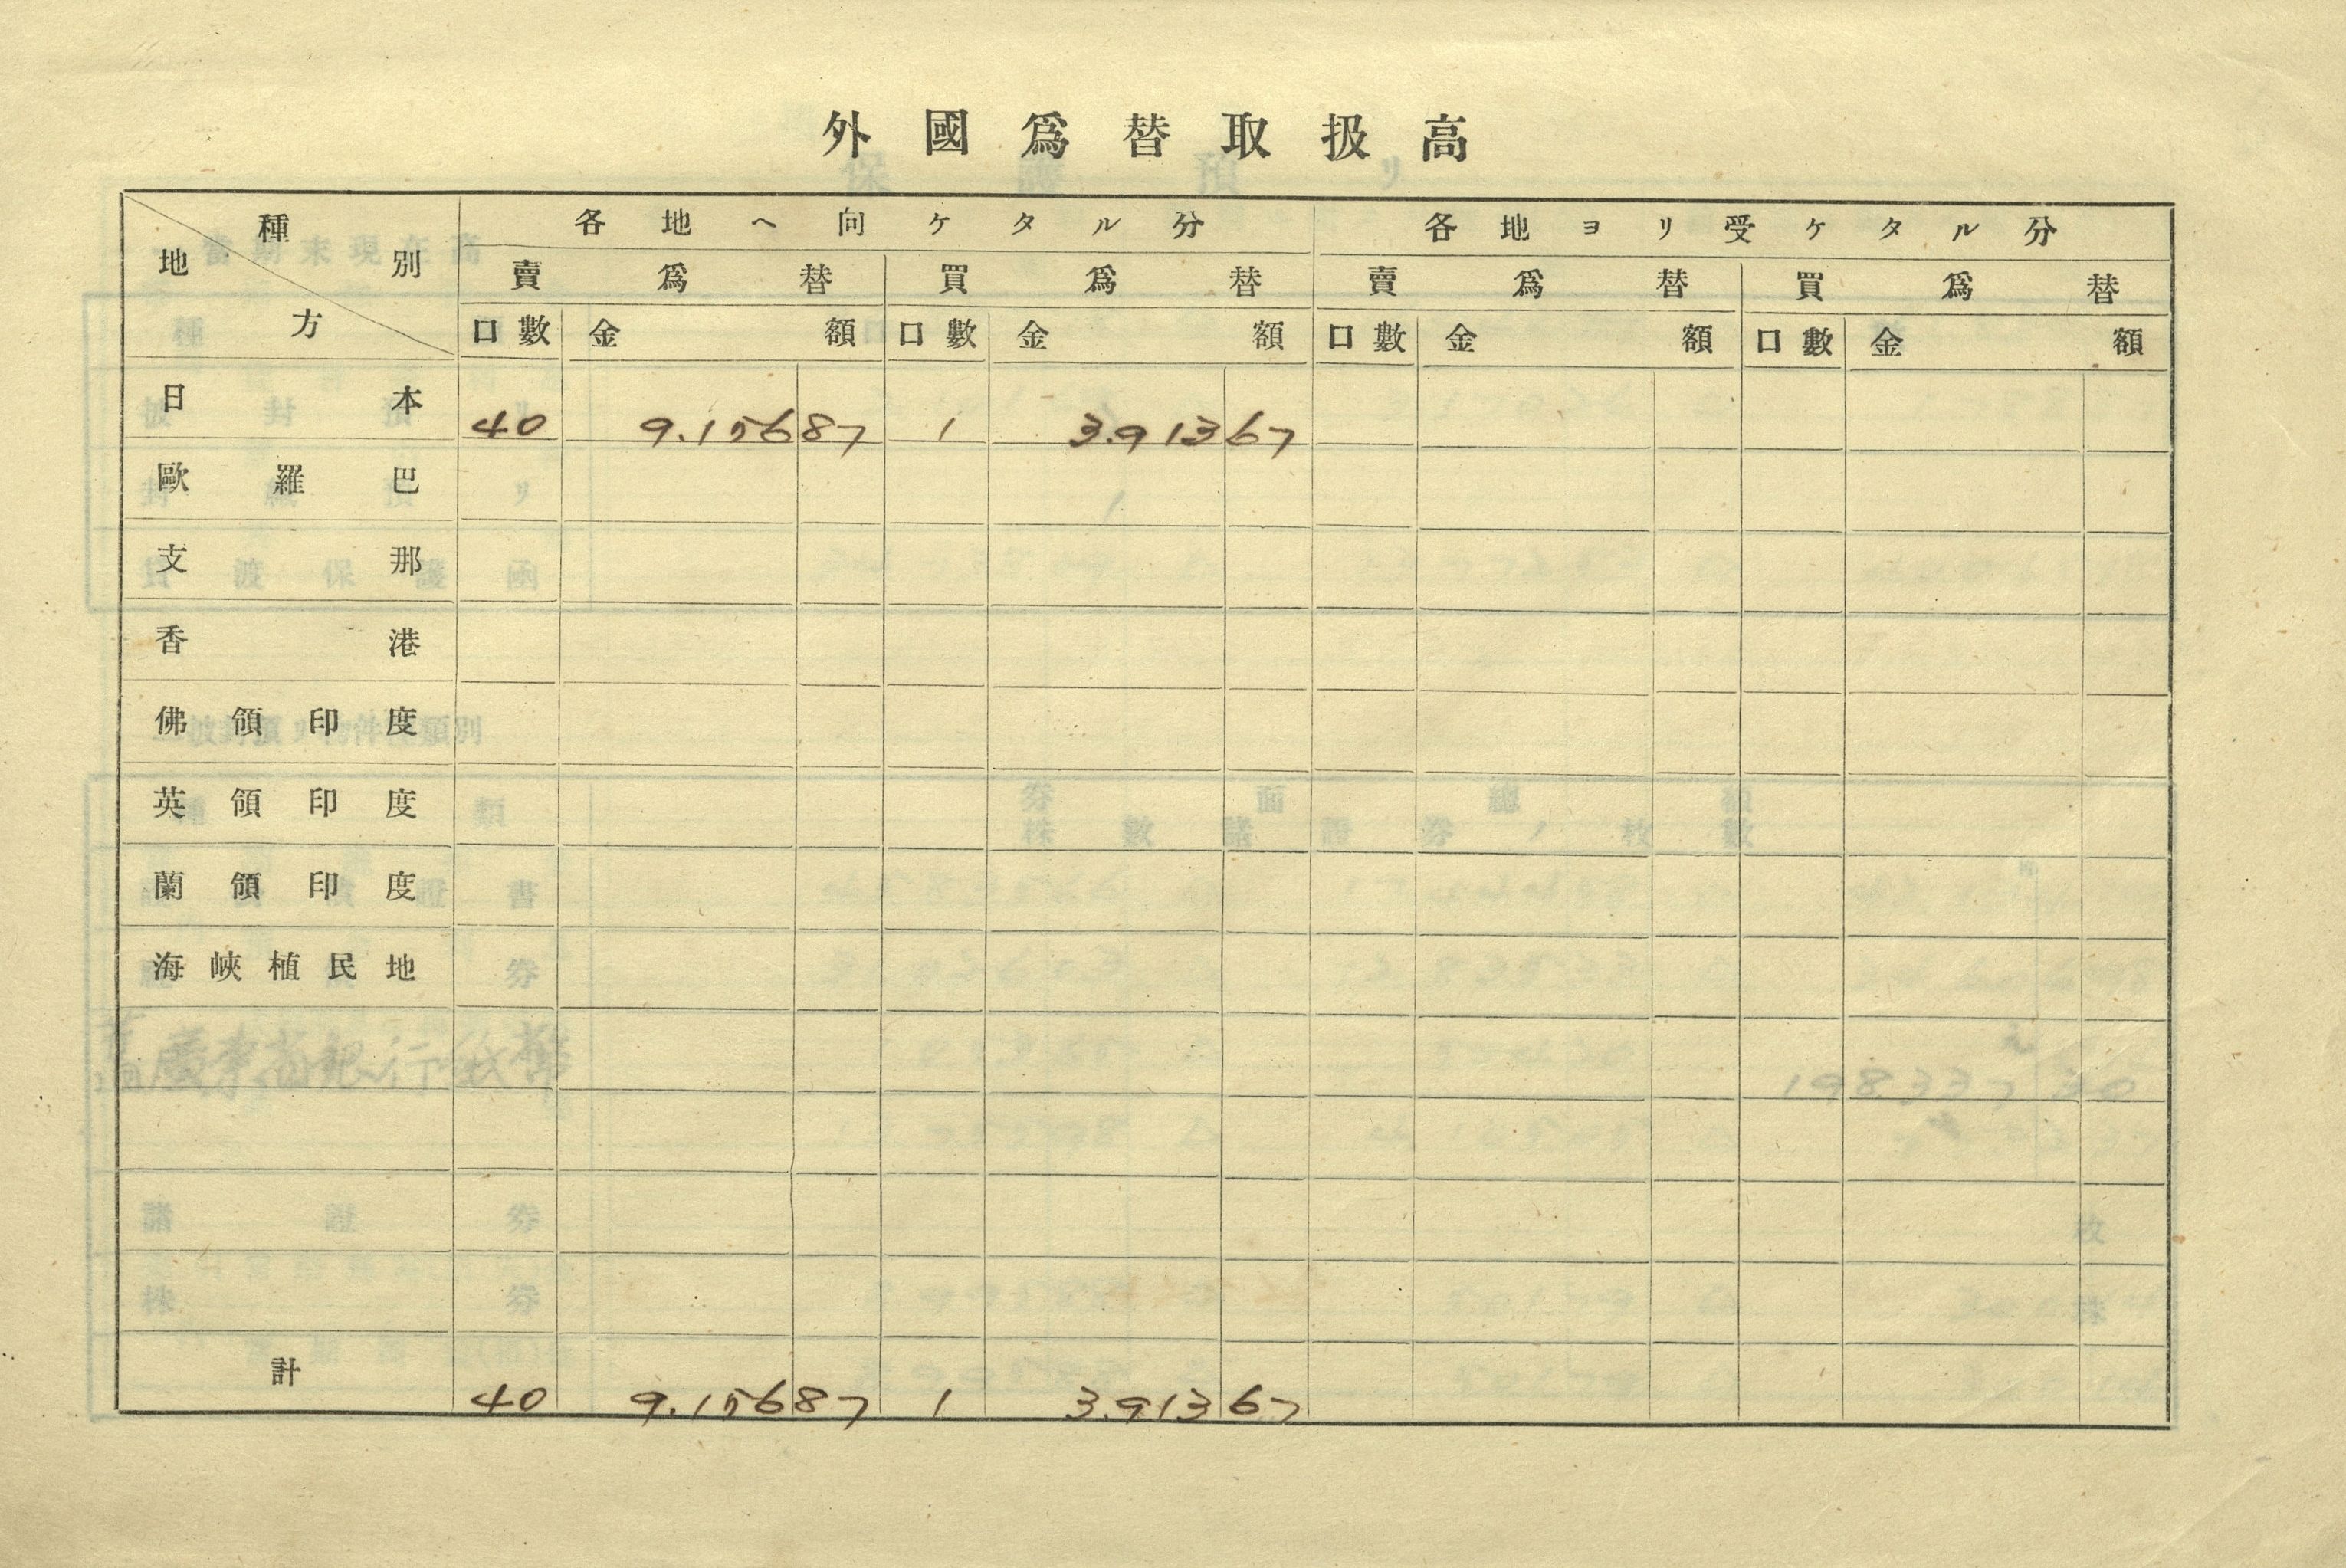 外國爲替取扱高
種別
地方
各地ヘ向ケタル分 各地ヨリ受ケタル分
賣爲替 買爲替 賣爲替 買爲替
口數 金額 口數 金額 口數 金額 口數 金額
日本 40 9.156 87 1 3.913 67
歐羅巴
支那
香港
佛領印度
英領印度
蘭領印度
海峽植民地
計 40 9.156 87 1 3.913 67